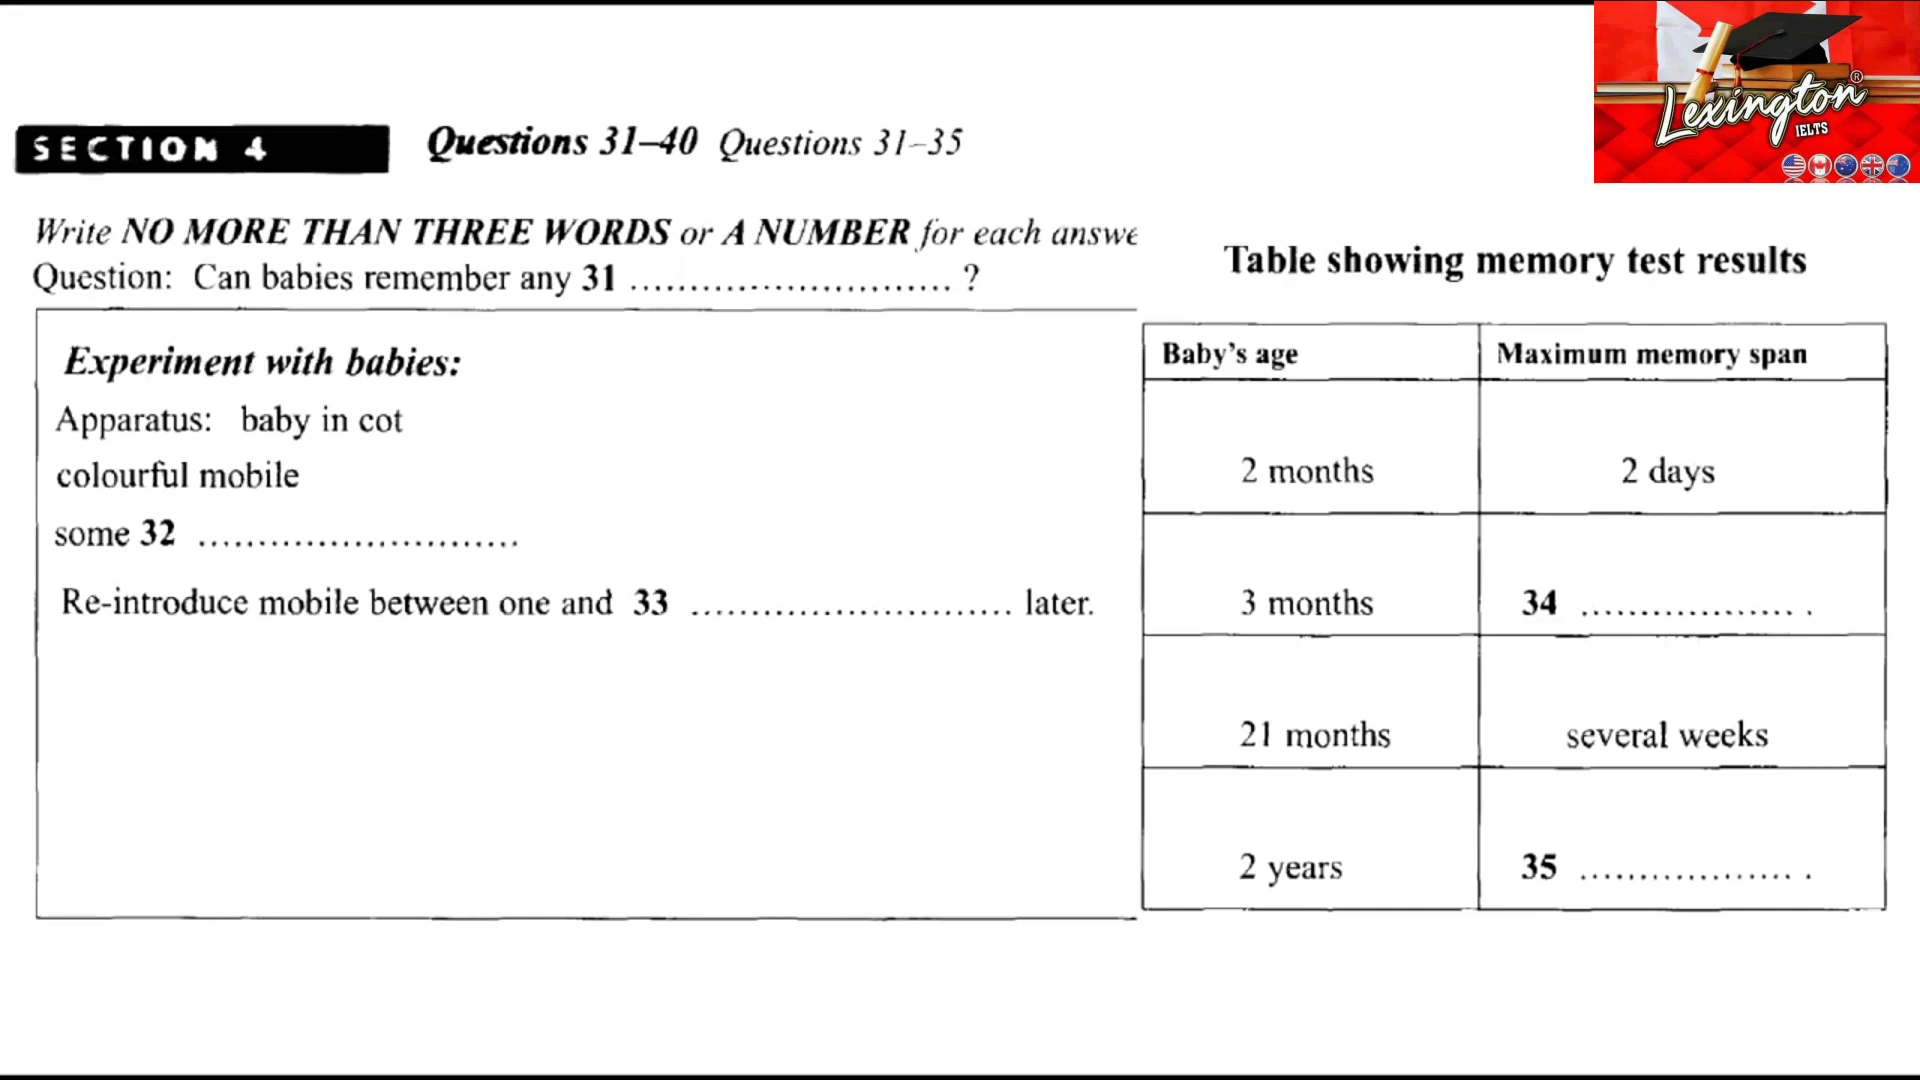 Lexington®
IELTS
SECTION 4 Questions 31–40 Questions 31–35
Write NO MORE THAN THREE WORDS or A NUMBER for each answe
Question: Can babies remember any 31 ........................... ?
Experiment with babies:
Apparatus: baby in cot
colourful mobile
some 32 ...........................
Re-introduce mobile between one and 33 ........................... later.
Table showing memory test results
Baby's age Maximum memory span
2 months 2 days
3 months 34 ................... .
21 months several weeks
2 years 35 ................... .